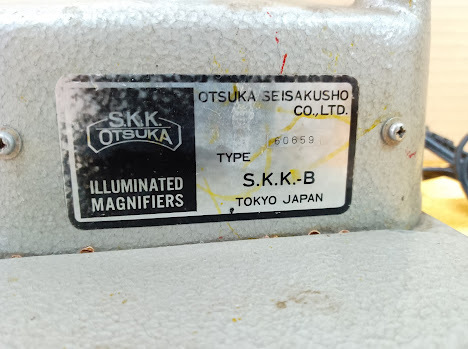 S.K.K.
OTSUKA
ILLUMINATED
MAGNIFIERS
OTSUKA SEISAKUSHO
CO.,LTD.
60659
TYPE
S.K.K.-B
TOKYO JAPAN